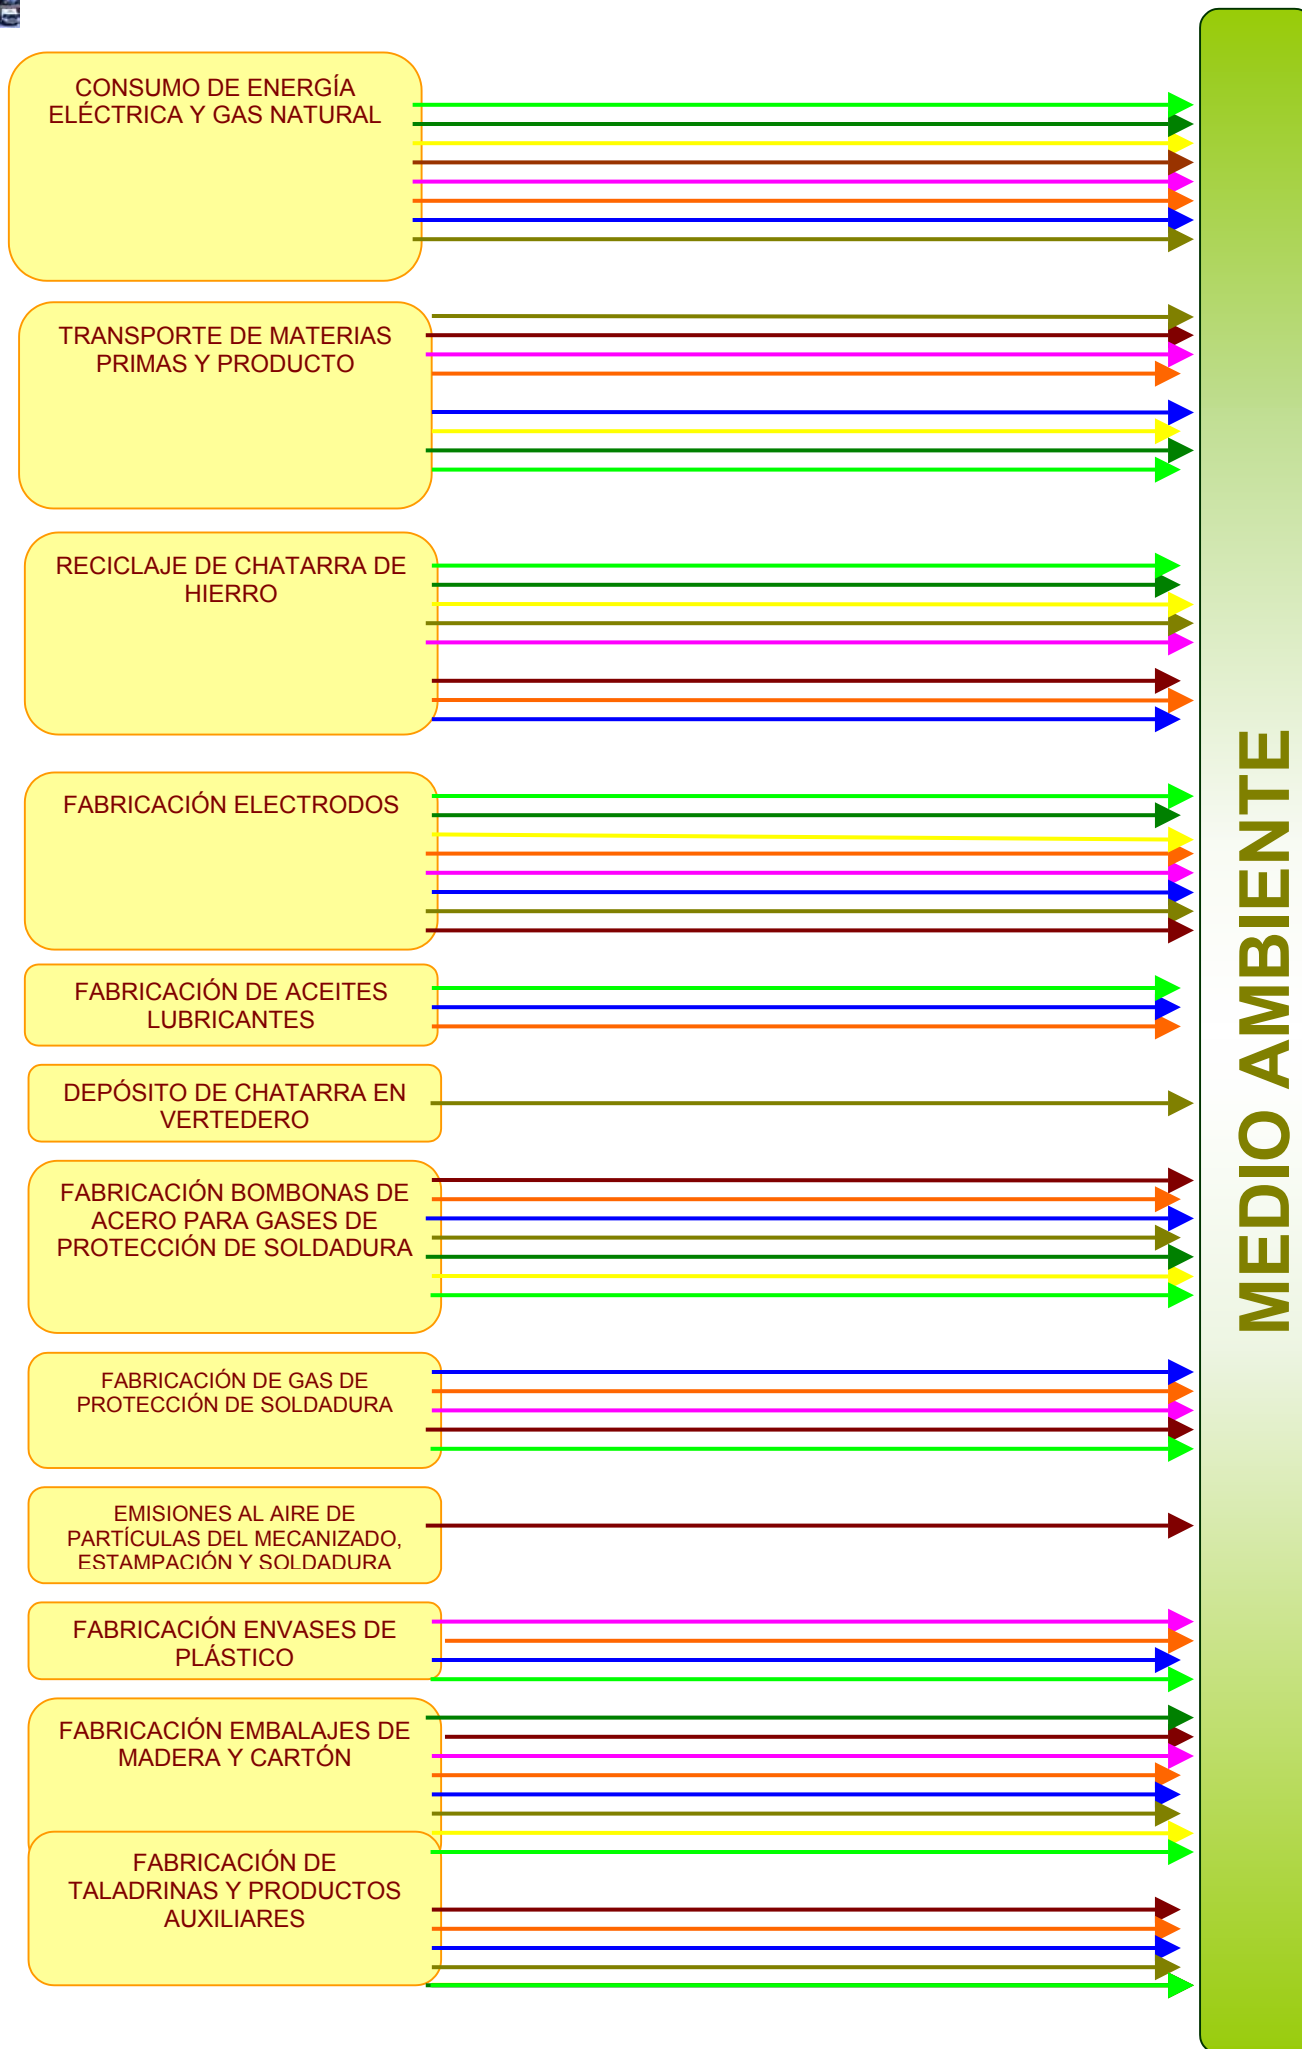 CONSUMO DE ENERGÍA
ELÉCTRICA Y GAS NATURAL
TRANSPORTE DE MATERIAS
PRIMAS Y PRODUCTO
RECICLAJE DE CHATARRA DE
HIERRO
FABRICACIÓN ELECTRODOS
FABRICACIÓN DE ACEITES
LUBRICANTES
DEPÓSITO DE CHATARRA EN
VERTEDERO
FABRICACIÓN BOMBONAS DE
ACERO PARA GASES DE
PROTECCIÓN DE SOLDADURA
FABRICACIÓN DE GAS DE
PROTECCIÓN DE SOLDADURA
EMISIONES AL AIRE DE
PARTÍCULAS DEL MECANIZADO,
ESTAMPACIÓN Y SOLDADURA
FABRICACIÓN ENVASES DE
PLÁSTICO
FABRICACIÓN EMBALAJES DE
MADERA Y CARTÓN
FABRICACIÓN DE
TALADRINAS Y PRODUCTOS
AUXILIARES
MEDIO AMBIENTE